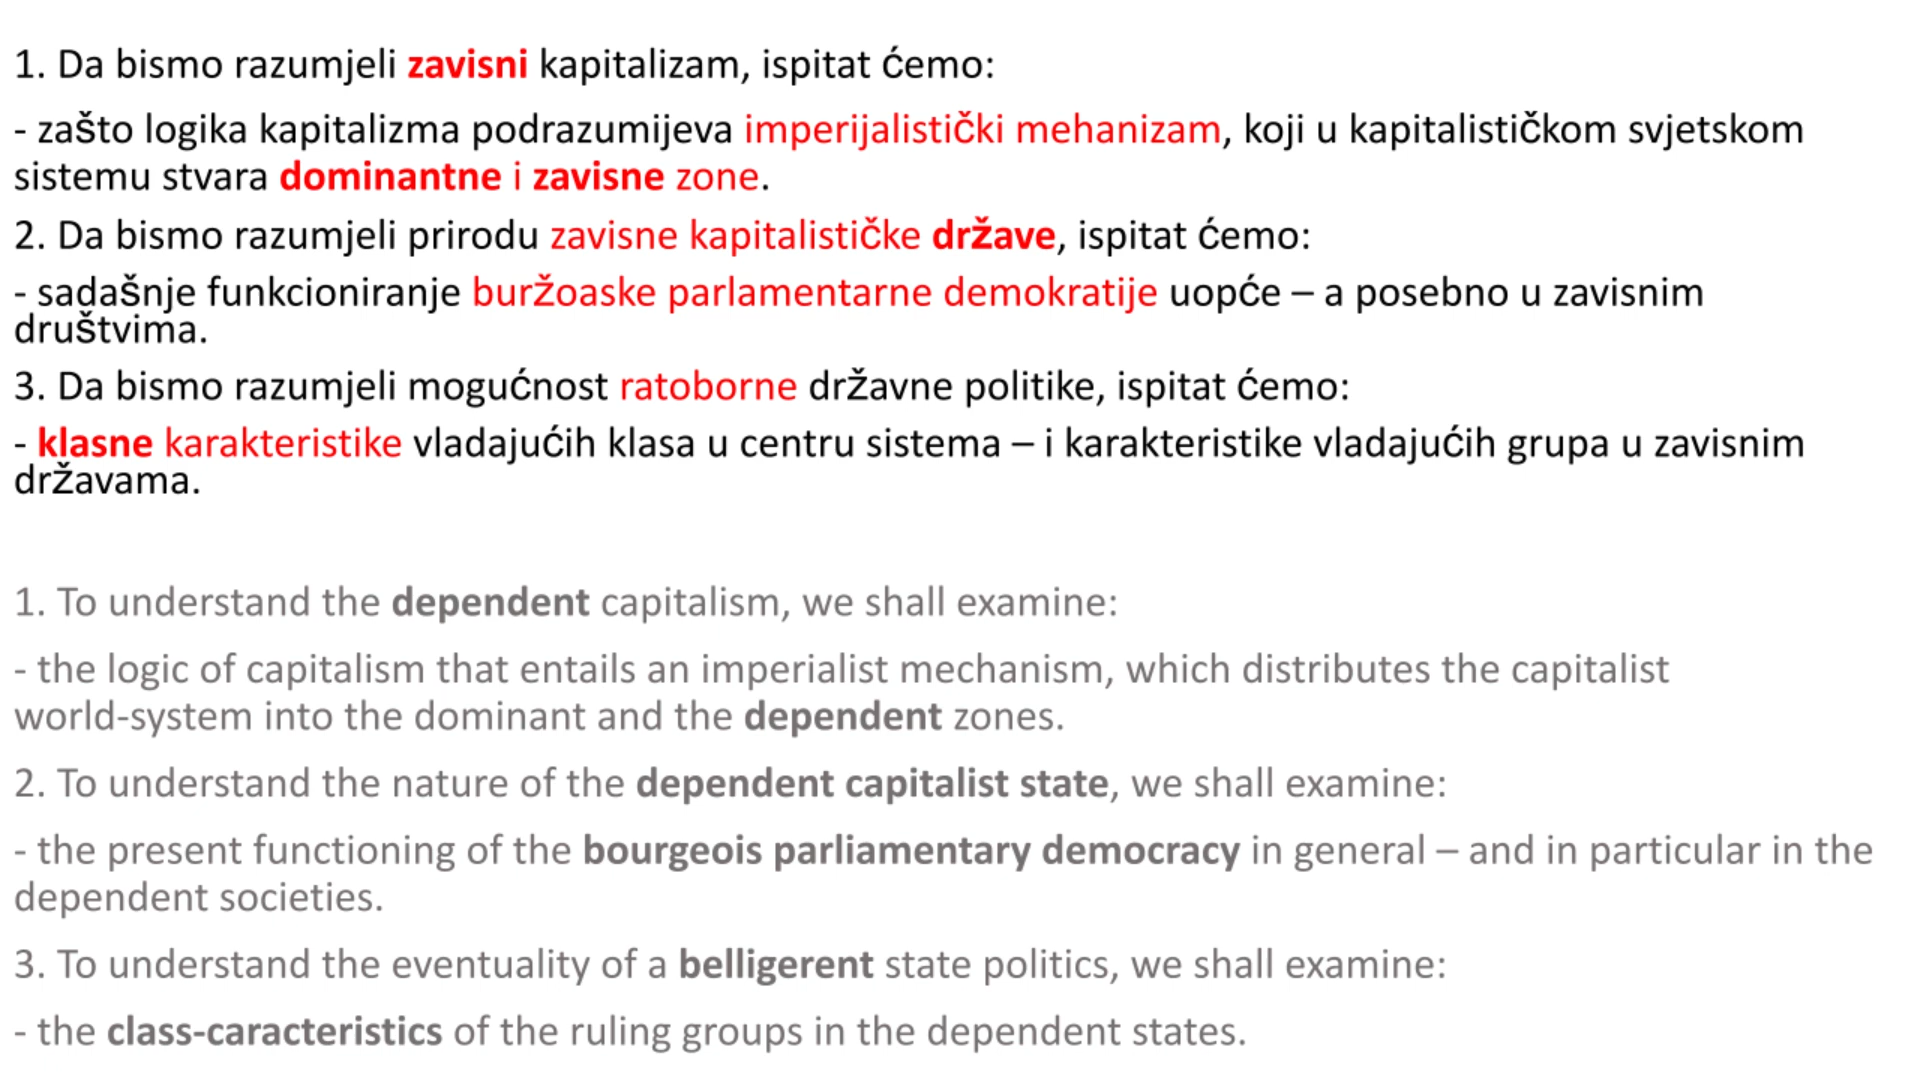 1. Da bismo razumjeli zavisni kapitalizam, ispitat ćemo:
- zašto logika kapitalizma podrazumijeva imperijalistički mehanizam, koji u kapitalističkom svjetskom
sistemu stvara dominantne i zavisne zone.
2. Da bismo razumjeli prirodu zavisne kapitalističke države, ispitat ćemo:
- sadašnje funkcioniranje buržoaske parlamentarne demokratije uopće – a posebno u zavisnim
društvima.
3. Da bismo razumjeli mogućnost ratoborne državne politike, ispitat ćemo:
- klasne karakteristike vladajućih klasa u centru sistema – i karakteristike vladajućih grupa u zavisnim
državama.
1. To understand the dependent capitalism, we shall examine:
- the logic of capitalism that entails an imperialist mechanism, which distributes the capitalist
world-system into the dominant and the dependent zones.
2. To understand the nature of the dependent capitalist state, we shall examine:
- the present functioning of the bourgeois parliamentary democracy in general – and in particular in the
dependent societies.
3. To understand the eventuality of a belligerent state politics, we shall examine:
- the class-caracteristics of the ruling groups in the dependent states.